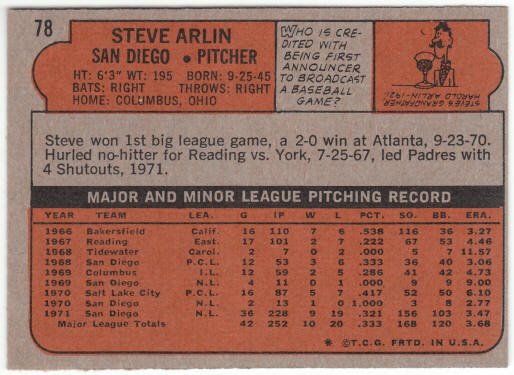 78
STEVE ARLIN
SAN DIEGO • PITCHER
HT: 6'3" WT: 195 BORN: 9-25-45
BATS: RIGHT THROWS: RIGHT
HOME: COLUMBUS, OHIO
WHO IS CRE-
DITED WITH
BEING FIRST
ANNOUNCER
TO BROADCAST
A BASEBALL
GAME?
STEVE'S GRANDFATHER
HAROLD ARLIN-1921.
Steve won 1st big league game, a 2-0 win at Atlanta, 9-23-70.
Hurled no-hitter for Reading vs. York, 7-25-67, led Padres with
4 Shutouts, 1971.
MAJOR AND MINOR LEAGUE PITCHING RECORD
YEAR TEAM LEA. G IP W L PCT. SO. BB. ERA.
1966 Bakersfield Calif. 16 110 7 6 .538 116 36 3.27
1967 Reading East. 17 101 2 7 .222 67 53 4.46
1968 Tidewater Carol. 2 7 0 2 .000 5 7 11.57
1968 San Diego P.C.L. 12 53 3 6 .333 36 40 3.06
1969 Columbus I.L. 12 59 2 5 .286 41 42 4.73
1969 San Diego N.L. 4 11 0 1 .000 9 9 9.00
1970 Salt Lake City P.C.L. 16 87 5 7 .417 52 50 6.10
1970 San Diego N.L. 2 13 1 0 1.000 3 8 2.77
1971 San Diego N.L. 36 228 9 19 .321 156 103 3.47
Major League Totals 42 252 10 20 .333 168 120 3.68
* ©T.C.G. PRTD. IN U.S.A.